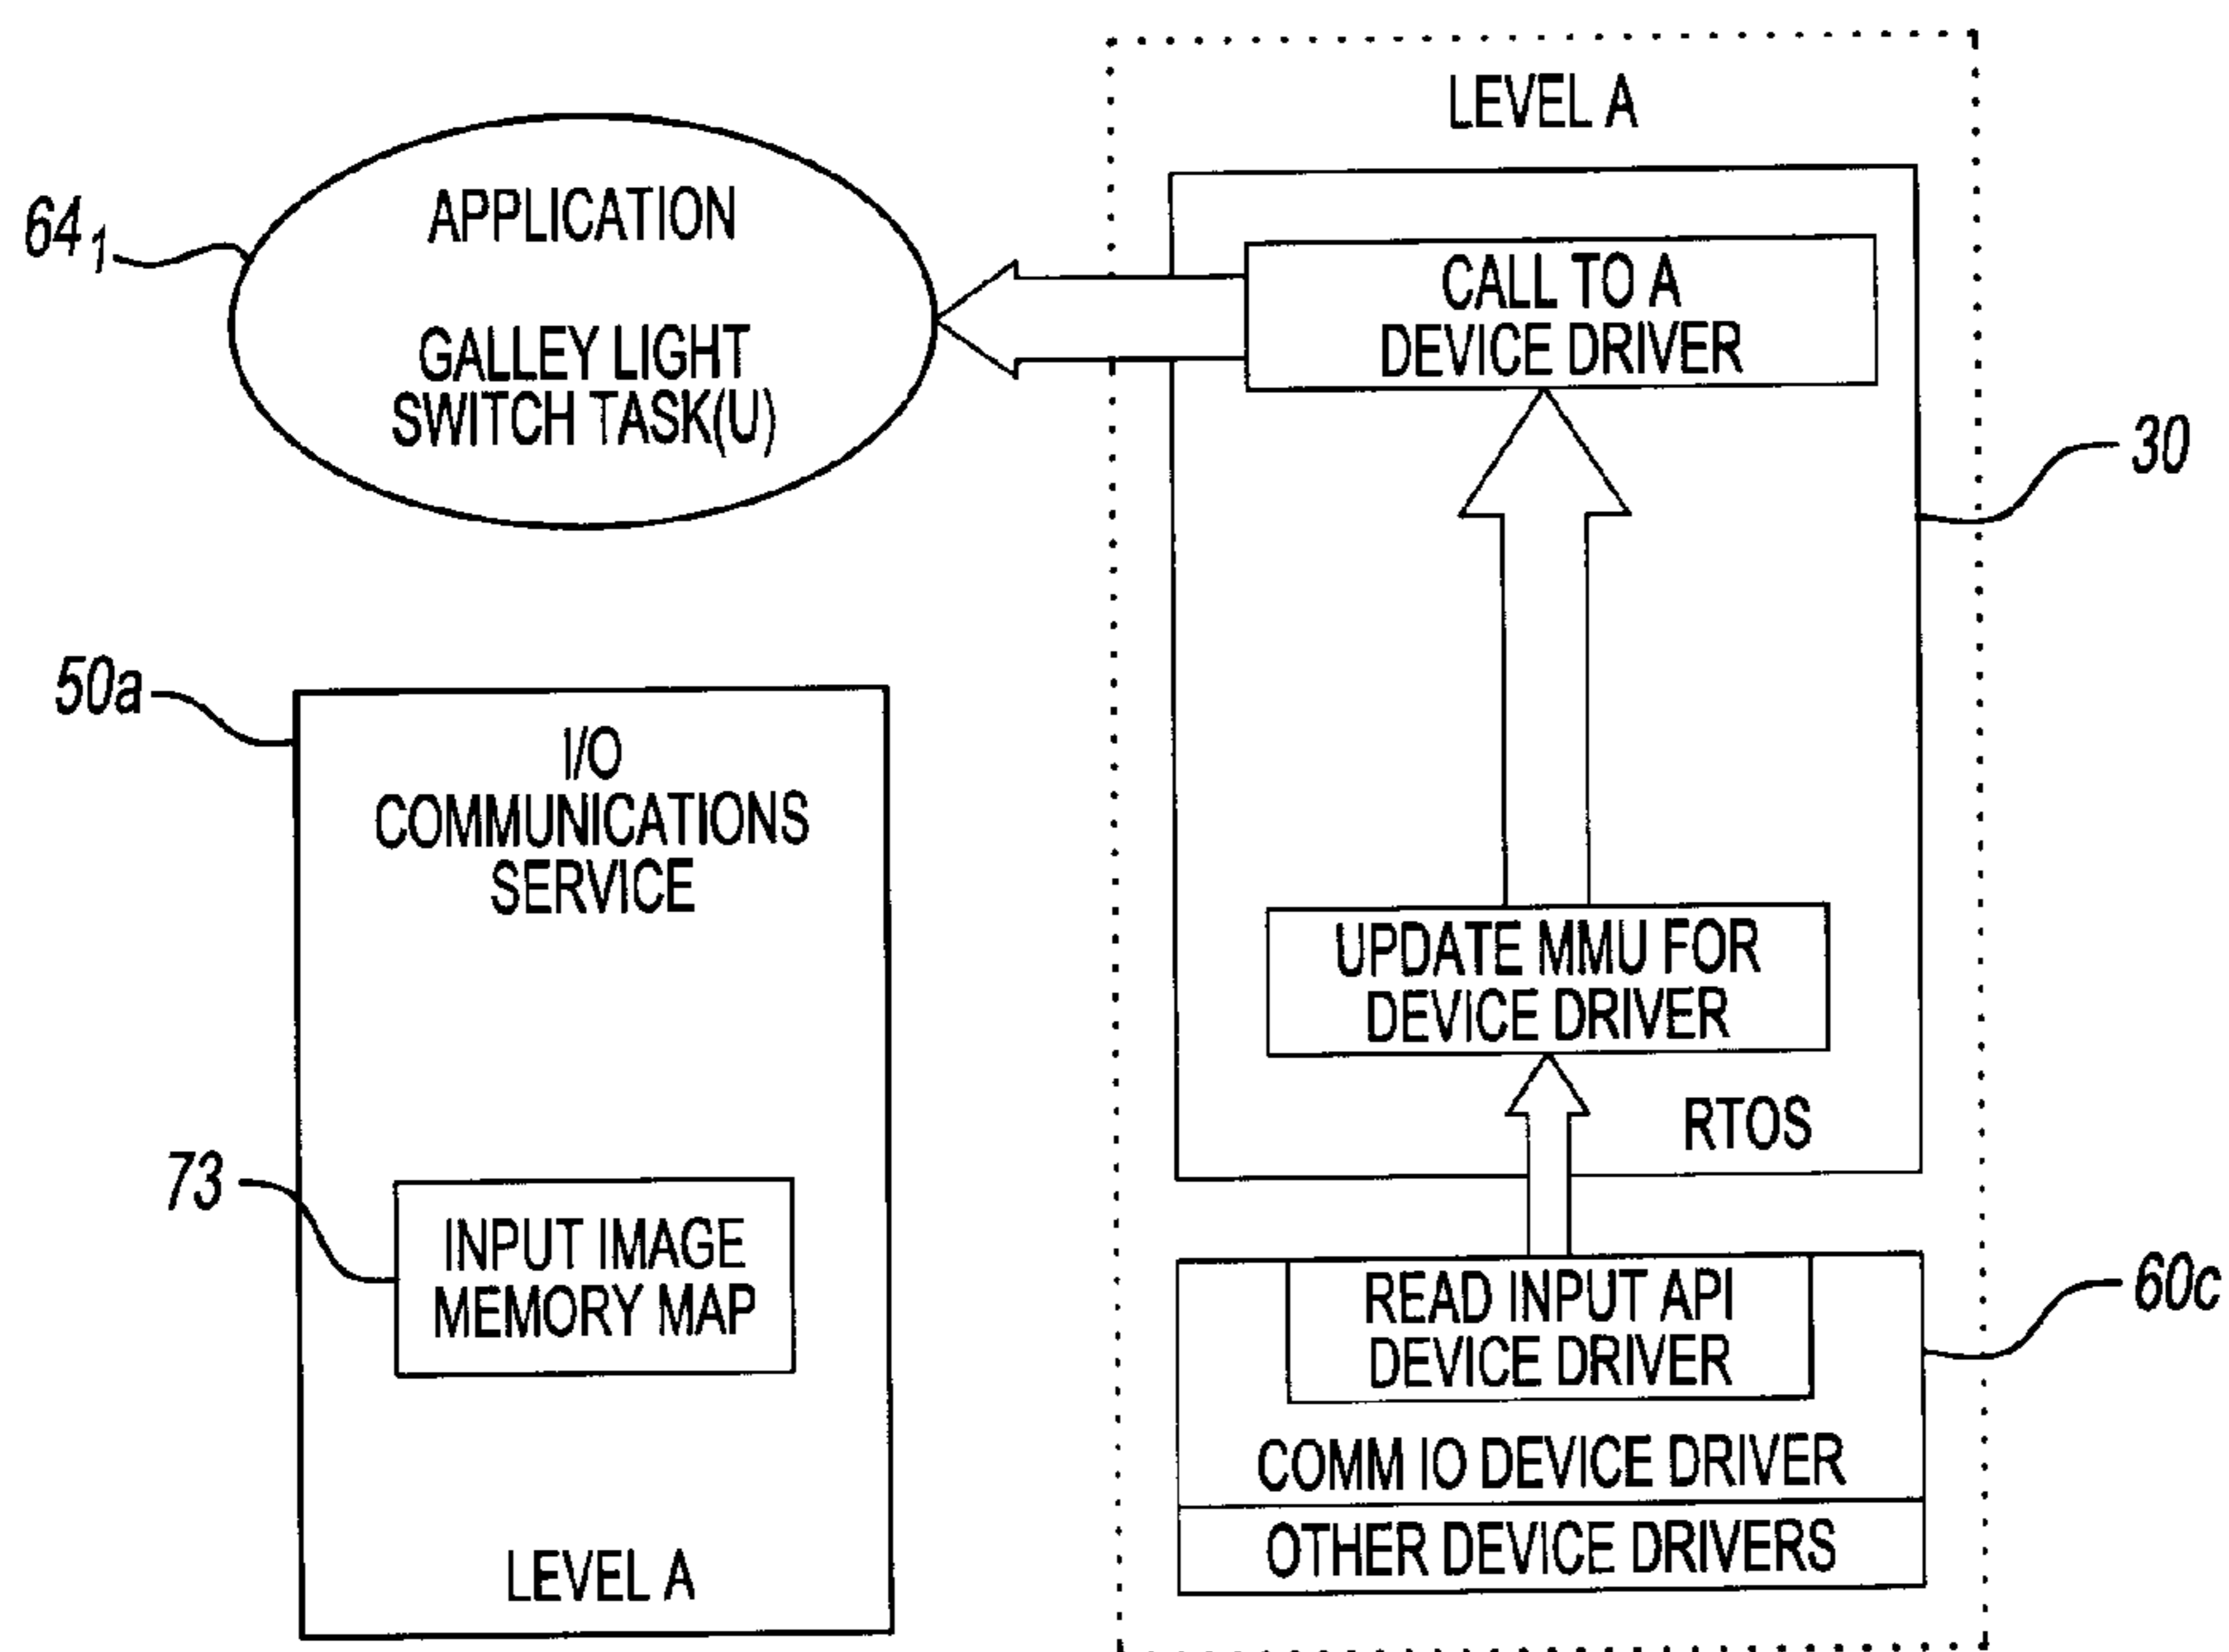 64₁
APPLICATION
GALLEY LIGHT
SWITCH TASK(U)
50a
I/O
COMMUNICATIONS
SERVICE
73
INPUT IMAGE
MEMORY MAP
LEVEL A
LEVEL A
CALL TO A
DEVICE DRIVER
30
UPDATE MMU FOR
DEVICE DRIVER
RTOS
READ INPUT API
DEVICE DRIVER
60c
COMM IO DEVICE DRIVER
OTHER DEVICE DRIVERS